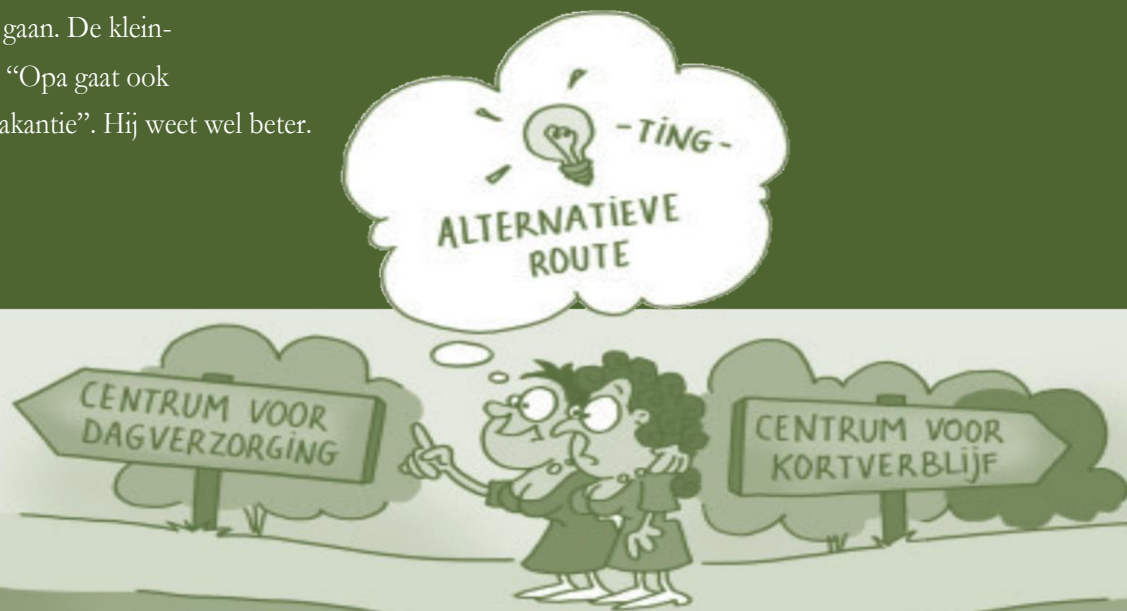 gaan. De klein-
“Opa gaat ook
akantie”. Hij weet wel beter.
-TiNG-
ALTERNATiEVE
ROUTE
CENTRUM VOOR
DAGVERZORGiNG
CENTRUM VOOR
KORTVERBLiJF